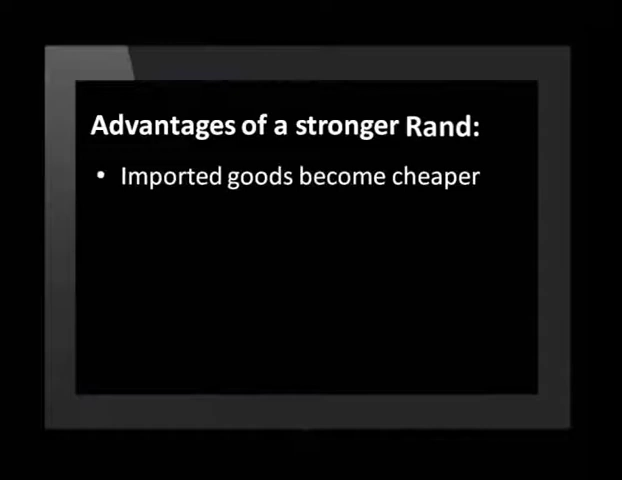 Advantages of a stronger Rand:
• Imported goods become cheaper